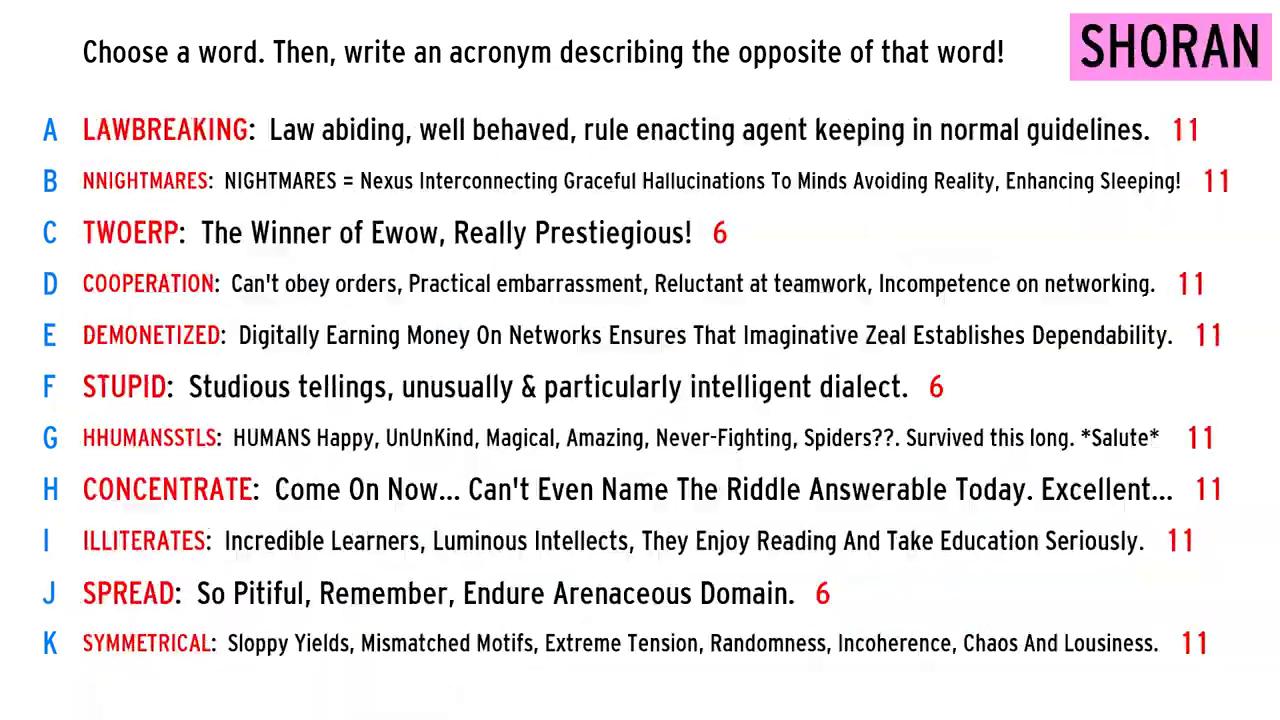 Choose a word. Then, write an acronym describing the opposite of that word!
SHORAN
A LAWBREAKING: Law abiding, well behaved, rule enacting agent keeping in normal guidelines. 11
B NNIGHTMARES: NIGHTMARES = Nexus Interconnecting Graceful Hallucinations To Minds Avoiding Reality, Enhancing Sleeping! 11
C TWOERP: The Winner of Ewow, Really Prestiegious! 6
D COOPERATION: Can't obey orders, Practical embarrassment, Reluctant at teamwork, Incompetence on networking. 11
E DEMONETIZED: Digitally Earning Money On Networks Ensures That Imaginative Zeal Establishes Dependability. 11
F STUPID: Studious tellings, unusually & particularly intelligent dialect. 6
G HHUMANSSTLS: HUMANS Happy, UnUnKind, Magical, Amazing, Never-Fighting, Spiders??. Survived this long. *Salute* 11
H CONCENTRATE: Come On Now... Can't Even Name The Riddle Answerable Today. Excellent... 11
I ILLITERATES: Incredible Learners, Luminous Intellects, They Enjoy Reading And Take Education Seriously. 11
J SPREAD: So Pitiful, Remember, Endure Arenaceous Domain. 6
K SYMMETRICAL: Sloppy Yields, Mismatched Motifs, Extreme Tension, Randomness, Incoherence, Chaos And Lousiness. 11